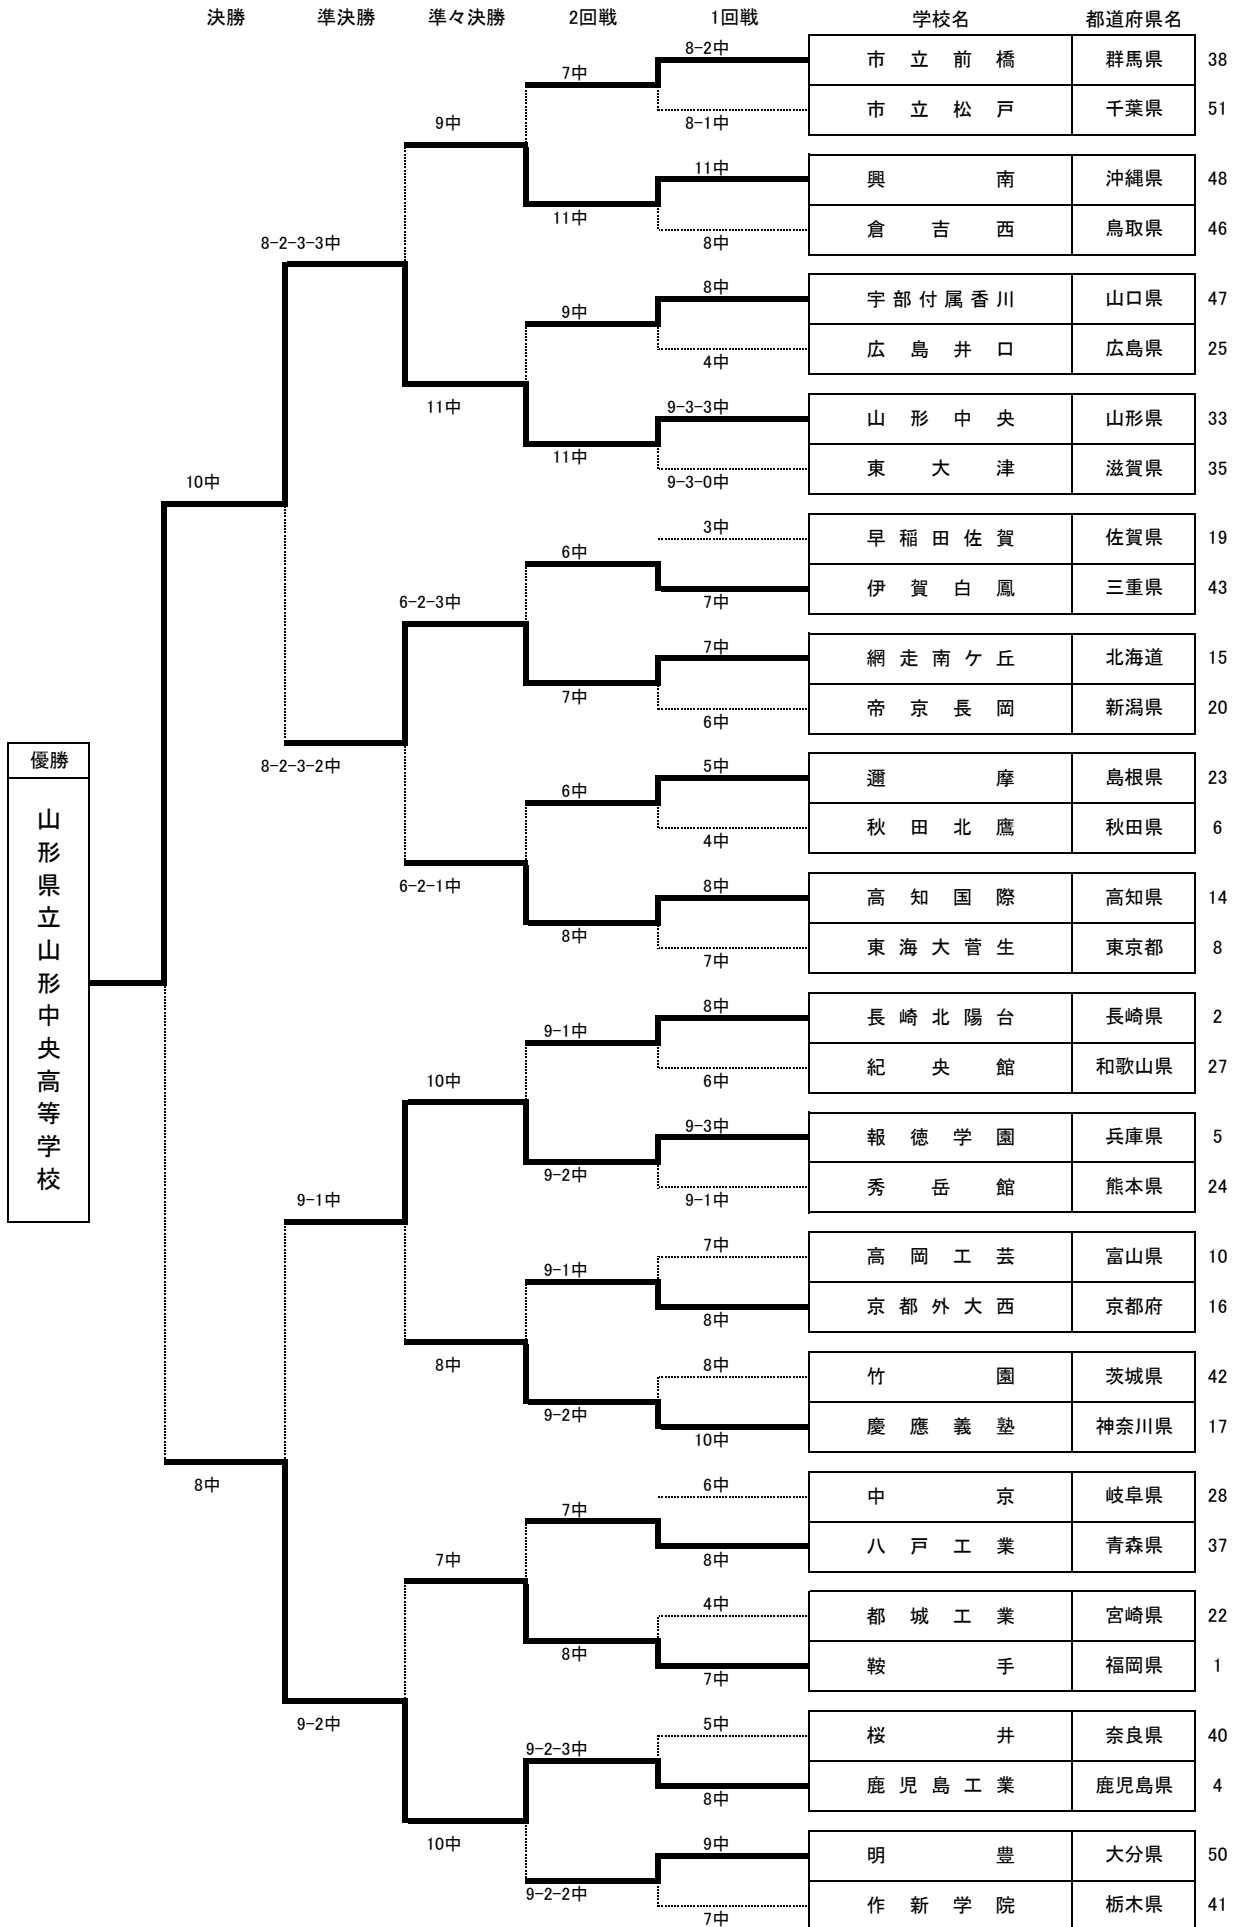 決勝 準決勝 準々決勝 2回戦 1回戦 学校名 都道府県名
8-2中 市立前橋 群馬県 38
7中
8-1中 市立松戸 千葉県 51
9中
11中 興南 沖縄県 48
11中
8中 倉吉西 鳥取県 46
8-2-3-3中
8中 宇部付属香川 山口県 47
9中
4中 広島井口 広島県 25
11中
9-3-3中 山形中央 山形県 33
11中
9-3-0中 東大津 滋賀県 35
10中
3中 早稲田佐賀 佐賀県 19
6中
7中 伊賀白鳳 三重県 43
6-2-3中
7中 網走南ケ丘 北海道 15
7中
6中 帝京長岡 新潟県 20
8-2-3-2中
5中 邇摩 島根県 23
6中
4中 秋田北鷹 秋田県 6
6-2-1中
8中 高知国際 高知県 14
8中
7中 東海大菅生 東京都 8
優勝
山形県立山形中央高等学校
8中 長崎北陽台 長崎県 2
9-1中
6中 紀央館 和歌山県 27
10中
9-3中 報徳学園 兵庫県 5
9-2中
9-1中 秀岳館 熊本県 24
9-1中
7中 高岡工芸 富山県 10
9-1中
8中 京都外大西 京都府 16
8中
8中 竹園 茨城県 42
9-2中
10中 慶應義塾 神奈川県 17
8中
6中 中京 岐阜県 28
7中
8中 八戸工業 青森県 37
7中
4中 都城工業 宮崎県 22
8中
7中 鞍手 福岡県 1
9-2中
5中 桜井 奈良県 40
9-2-3中
8中 鹿児島工業 鹿児島県 4
10中
9中 明豊 大分県 50
9-2-2中
7中 作新学院 栃木県 41